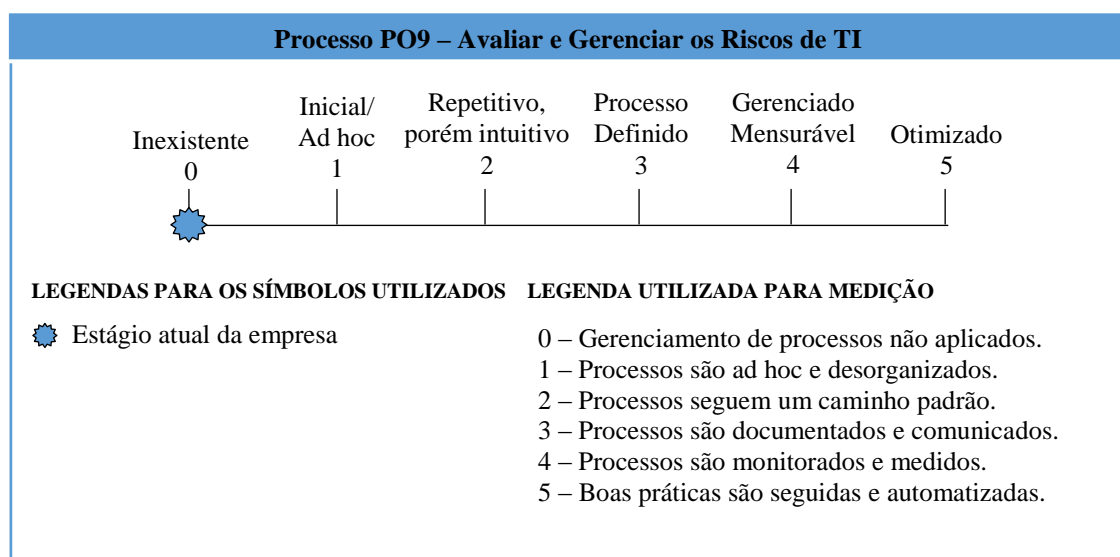 Processo PO9 – Avaliar e Gerenciar os Riscos de TI
Inexistente
0
Inicial/
Ad hoc
1
Repetitivo,
porém intuitivo
2
Processo
Definido
3
Gerenciado
Mensurável
4
Otimizado
5
LEGENDAS PARA OS SÍMBOLOS UTILIZADOS
Estágio atual da empresa
LEGENDA UTILIZADA PARA MEDIÇÃO
0 – Gerenciamento de processos não aplicados.
1 – Processos são ad hoc e desorganizados.
2 – Processos seguem um caminho padrão.
3 – Processos são documentados e comunicados.
4 – Processos são monitorados e medidos.
5 – Boas práticas são seguidas e automatizadas.